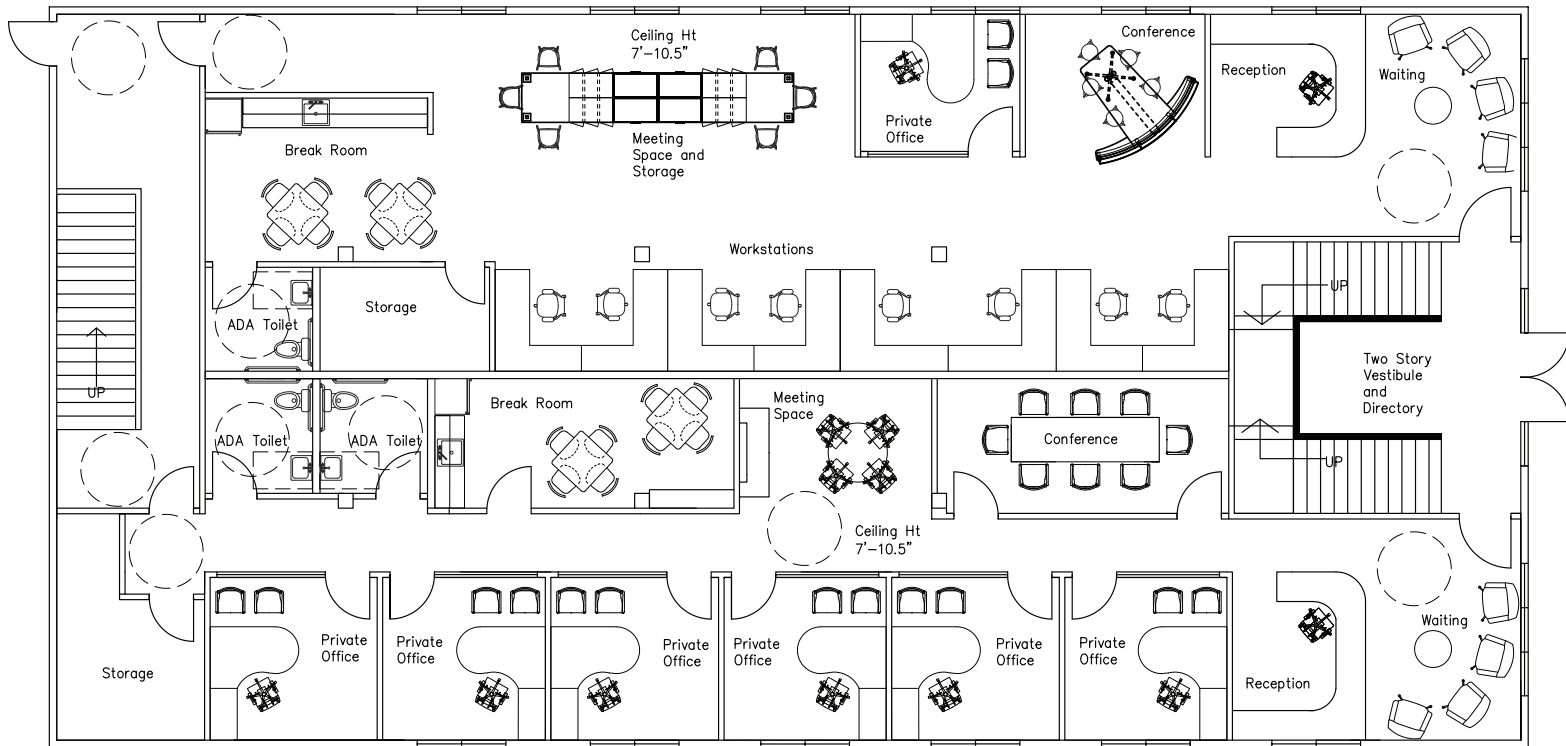 Ceiling Ht
7'-10.5"
Conference
Reception
Waiting
Private
Office
Meeting
Space and
Storage
Break Room
Workstations
UP
Storage
ADA Toilet
Two Story
Vestibule
and
Directory
UP
Break Room
Meeting
Space
ADA Toilet
ADA Toilet
Conference
UP
Ceiling Ht
7'-10.5"
Waiting
Private
Office
Private
Office
Private
Office
Private
Office
Private
Office
Private
Office
Storage
Reception